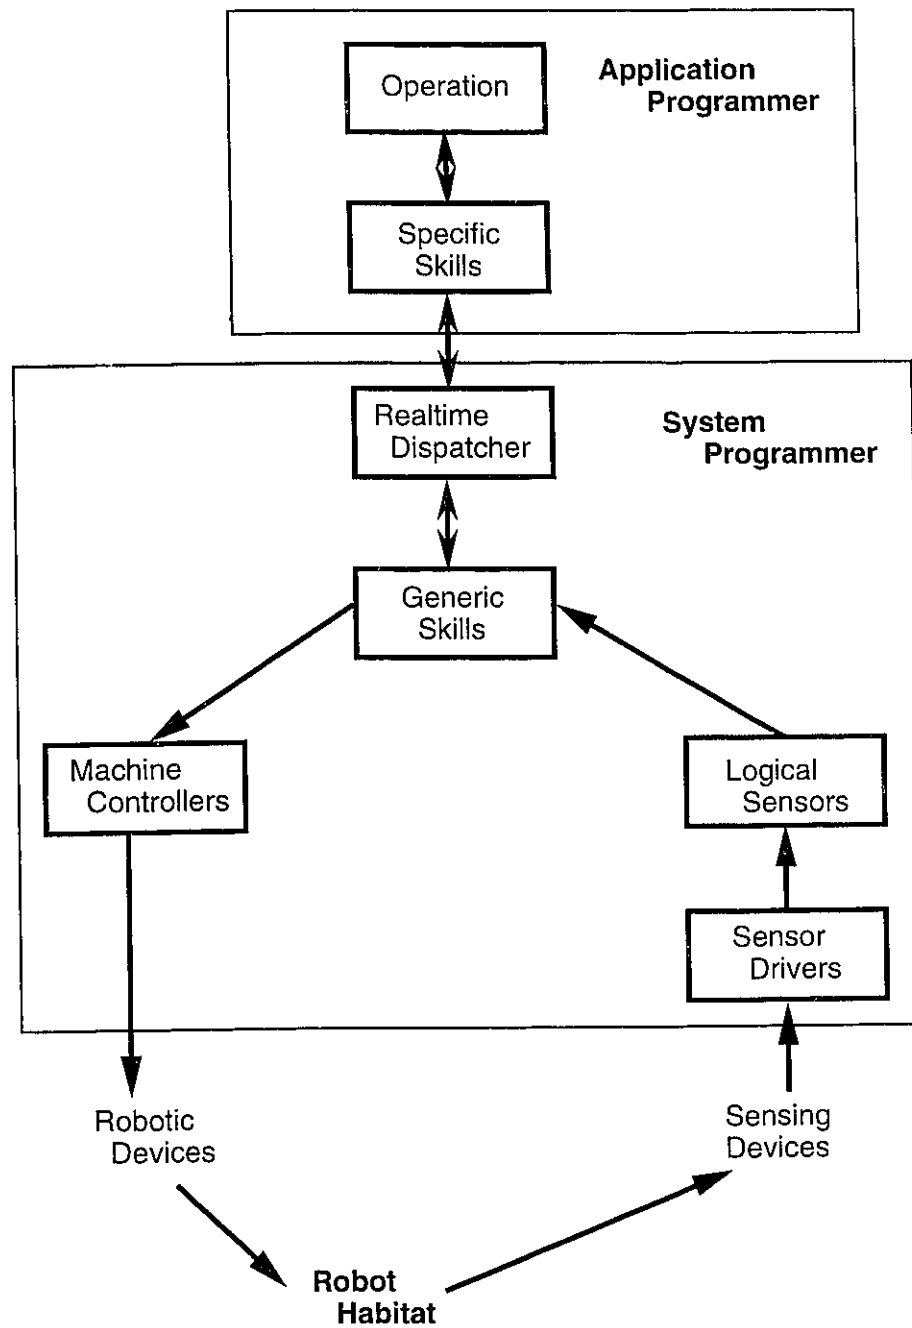 Operation
Application
Programmer
Specific
Skills
Realtime
Dispatcher
System
Programmer
Generic
Skills
Machine
Controllers
Logical
Sensors
Sensor
Drivers
Robotic
Devices
Sensing
Devices
Robot
Habitat